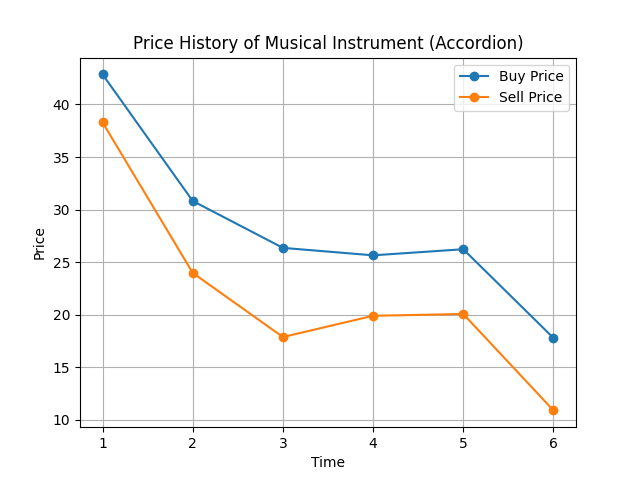 Price History of Musical Instrument (Accordion)
Buy Price
Sell Price
Price
40
35
30
25
20
15
10
1 2 3 4 5 6
Time